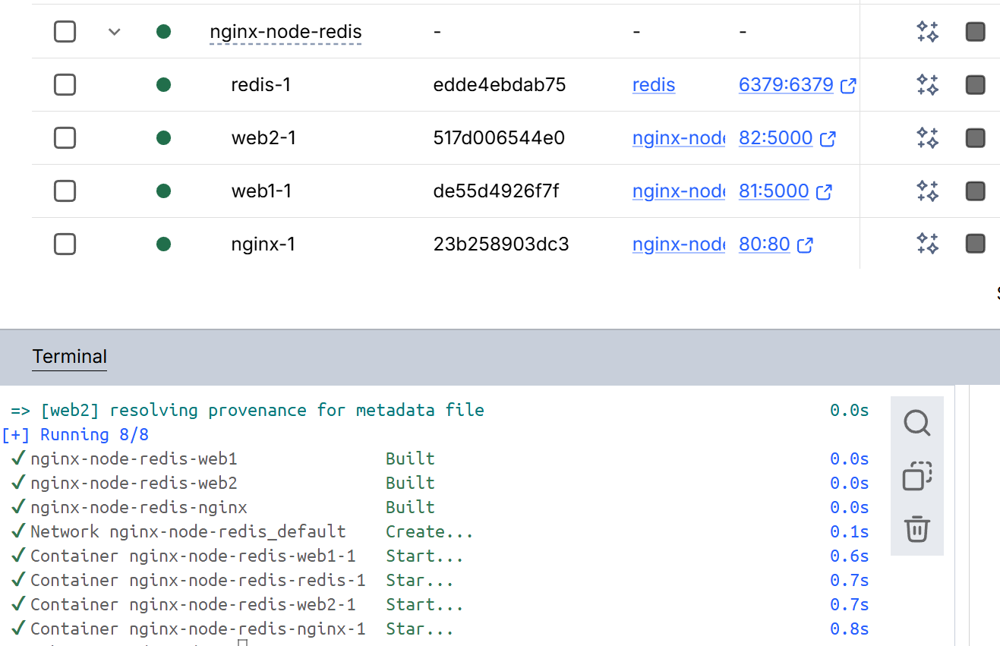 nginx-node-redis - - -
redis-1 edde4ebdab75 redis 6379:6379
web2-1 517d006544e0 nginx-node 82:5000
web1-1 de55d4926f7f nginx-node 81:5000
nginx-1 23b258903dc3 nginx-node 80:80
Terminal
=> [web2] resolving provenance for metadata file 0.0s
[+] Running 8/8
✔ nginx-node-redis-web1 Built 0.0s
✔ nginx-node-redis-web2 Built 0.0s
✔ nginx-node-redis-nginx Built 0.0s
✔ Network nginx-node-redis_default Create... 0.1s
✔ Container nginx-node-redis-web1-1 Start... 0.6s
✔ Container nginx-node-redis-redis-1 Star... 0.7s
✔ Container nginx-node-redis-web2-1 Start... 0.7s
✔ Container nginx-node-redis-nginx-1 Star... 0.8s